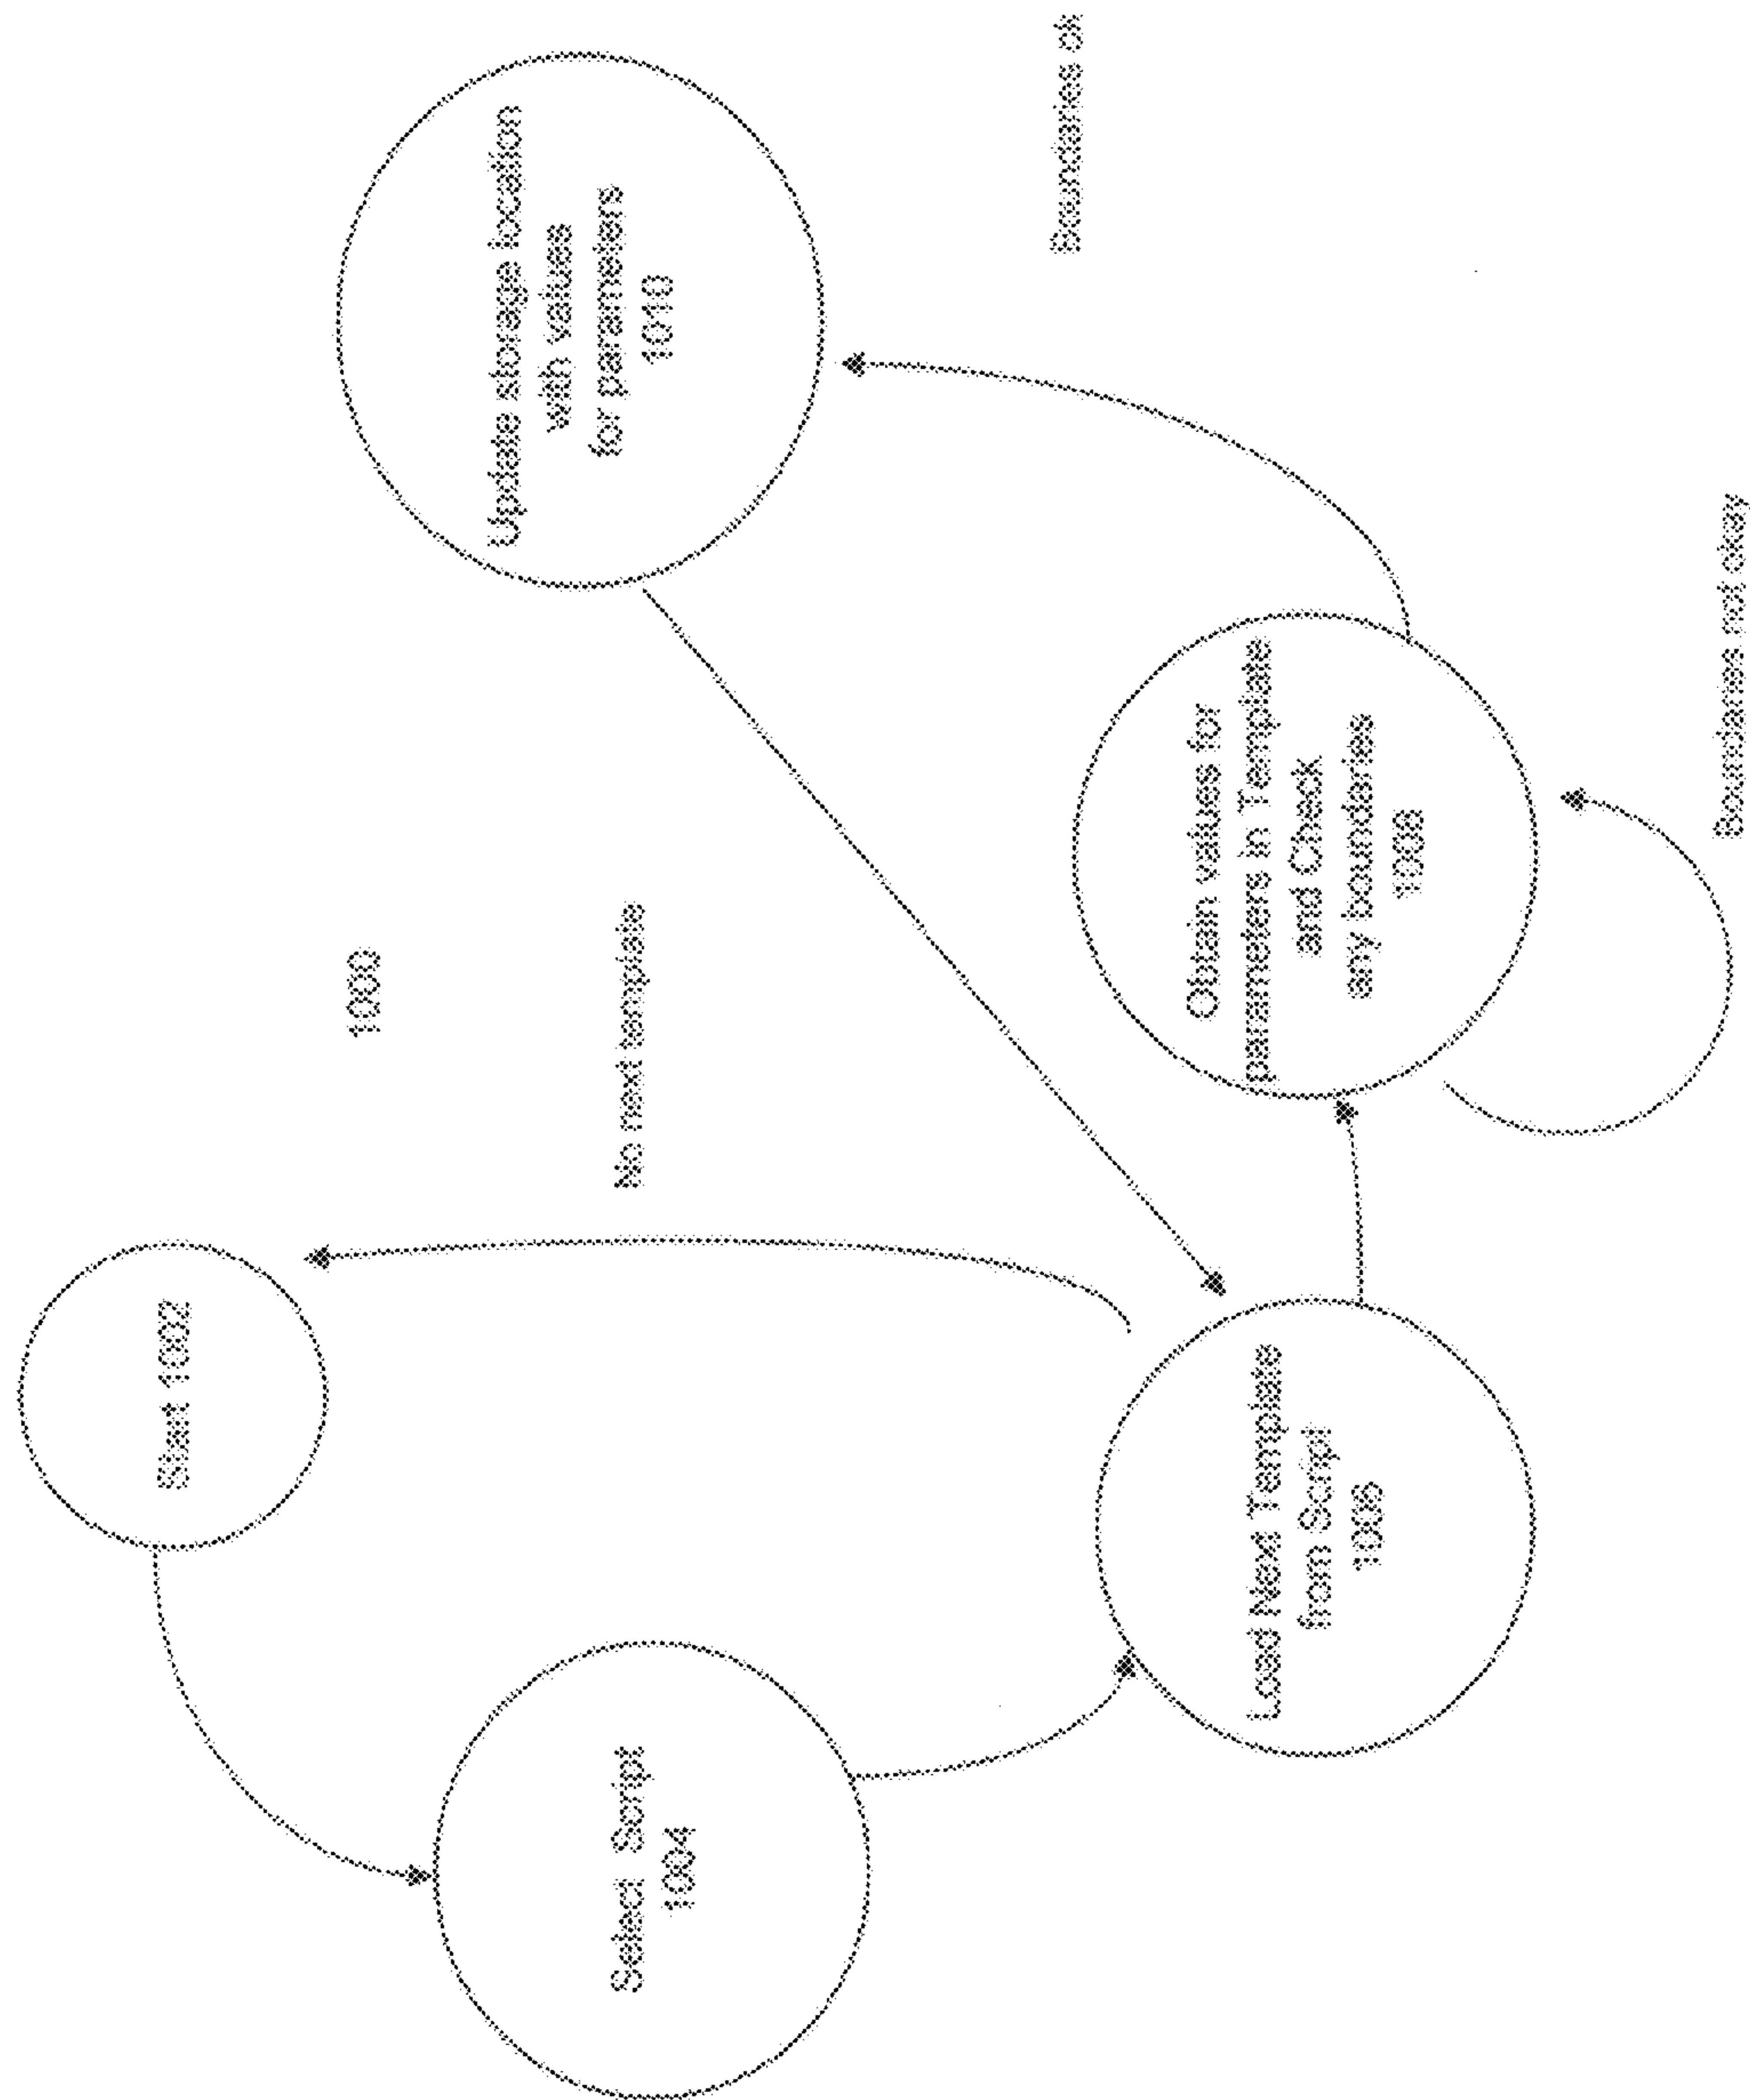 1000
Start 1002
Select Script
1004
No next template
Load Next Template
from Script
1006
Obtain values for
parameters in Template
and Check
any boundaries
1008
Boundaries not okay
Boundaries ok
Update storage location
with values
for parameters
1010